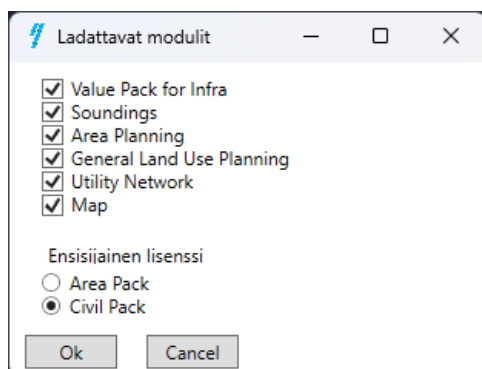 Ladattavat modulit
Value Pack for Infra
Soundings
Area Planning
General Land Use Planning
Utility Network
Map
Ensisijainen lisenssi
Area Pack
Civil Pack
Ok Cancel